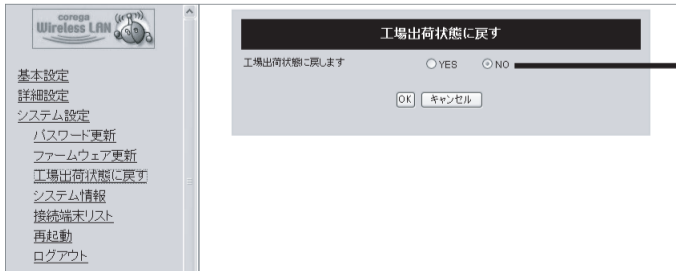 corega
Wireless LAN
基本設定
詳細設定
システム設定
パスワード更新
ファームウェア更新
工場出荷状態に戻す
システム情報
接続端末リスト
再起動
ログアウト
工場出荷状態に戻す
工場出荷状態に戻します YES NO
OK キャンセル